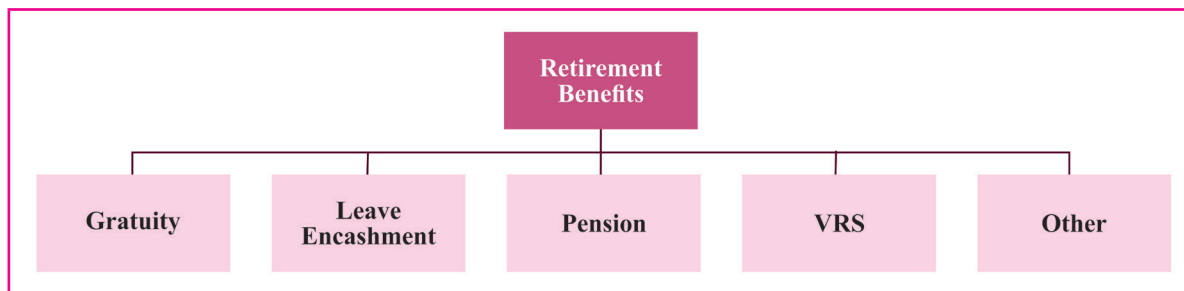 Retirement
Benefits
Gratuity
Leave
Encashment
Pension
VRS
Other